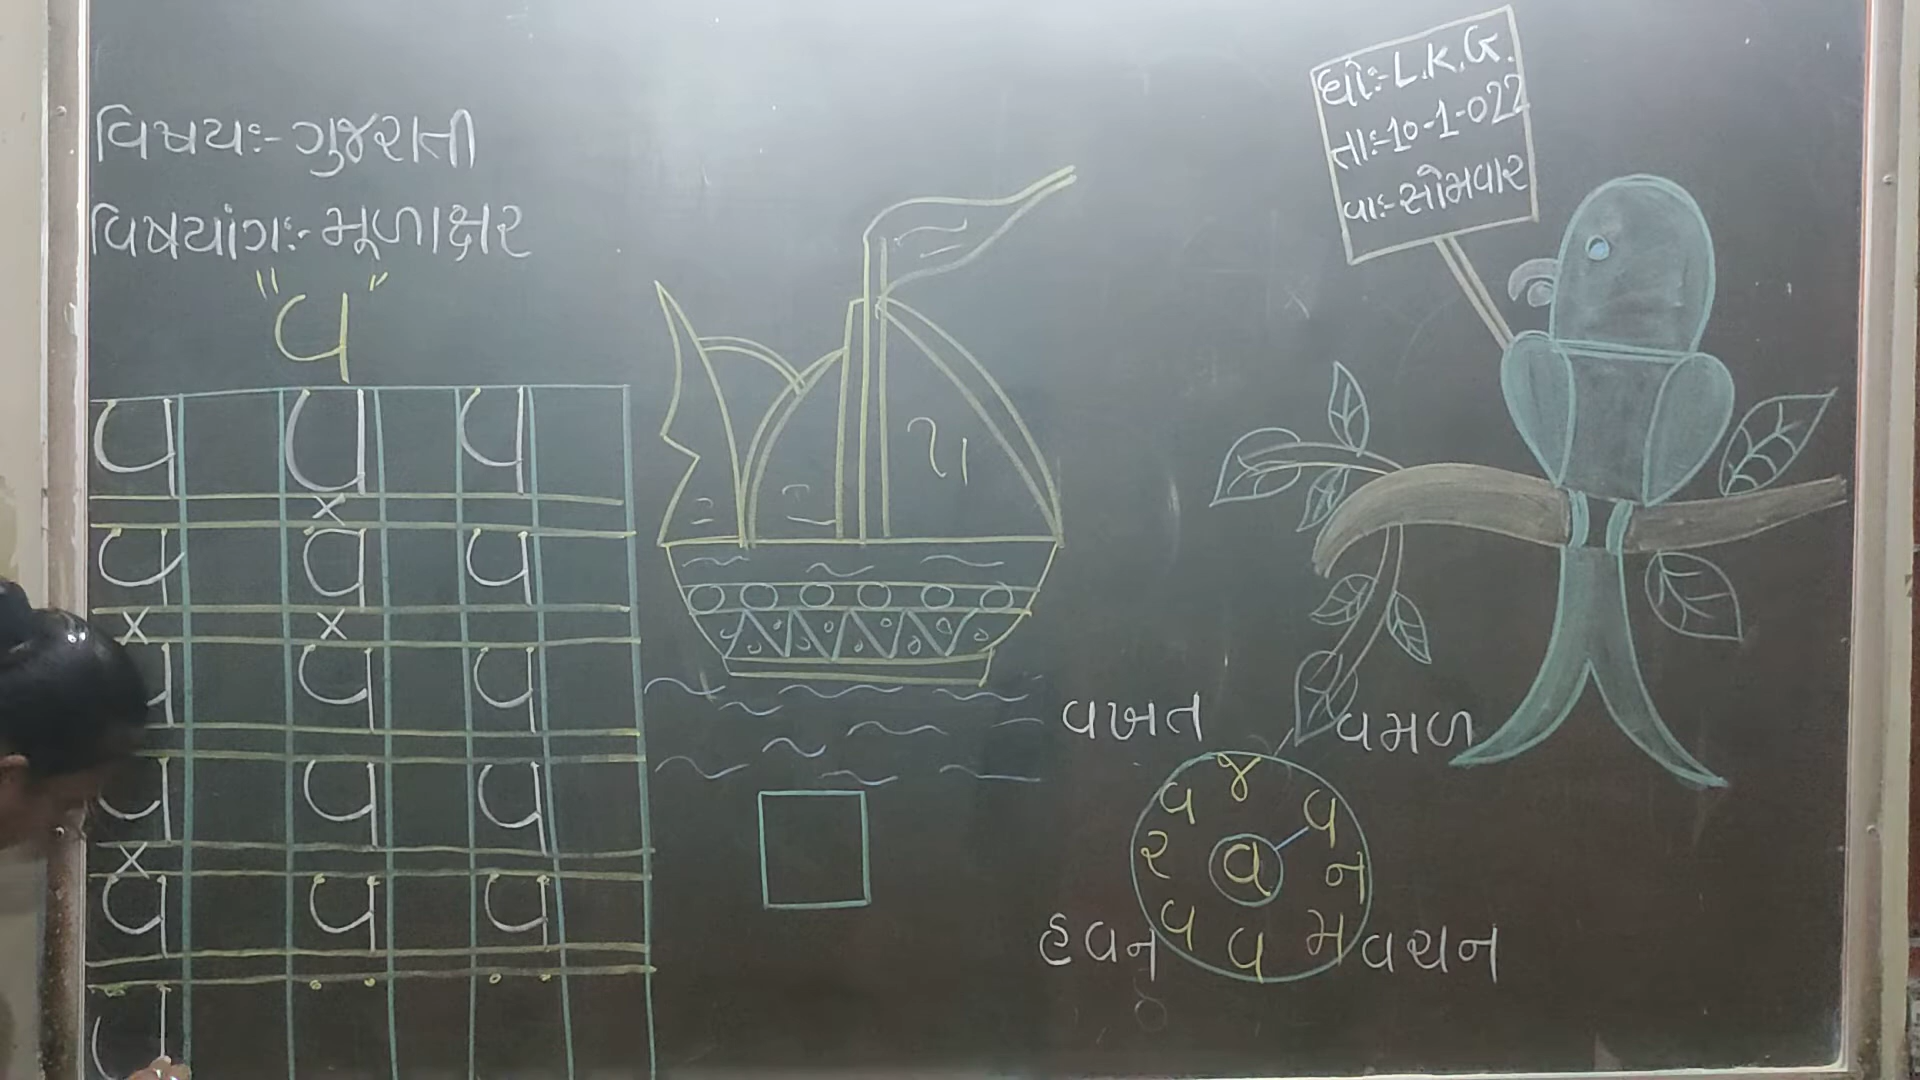 વિષયઃ- ગુજરાતી
વિષયાંગઃ- મૂળાક્ષર
"વ"
વ વ વ
વ વ વ
વ વ વ
વ વ વ
વ વ વ
વ
ધોઃ- L.K.G.
તાઃ-10-1-022
વાઃ-સોમવાર
વખત
વમળ
જ
વ વ
ર વ ન
વ વ મ
હવન
વચન